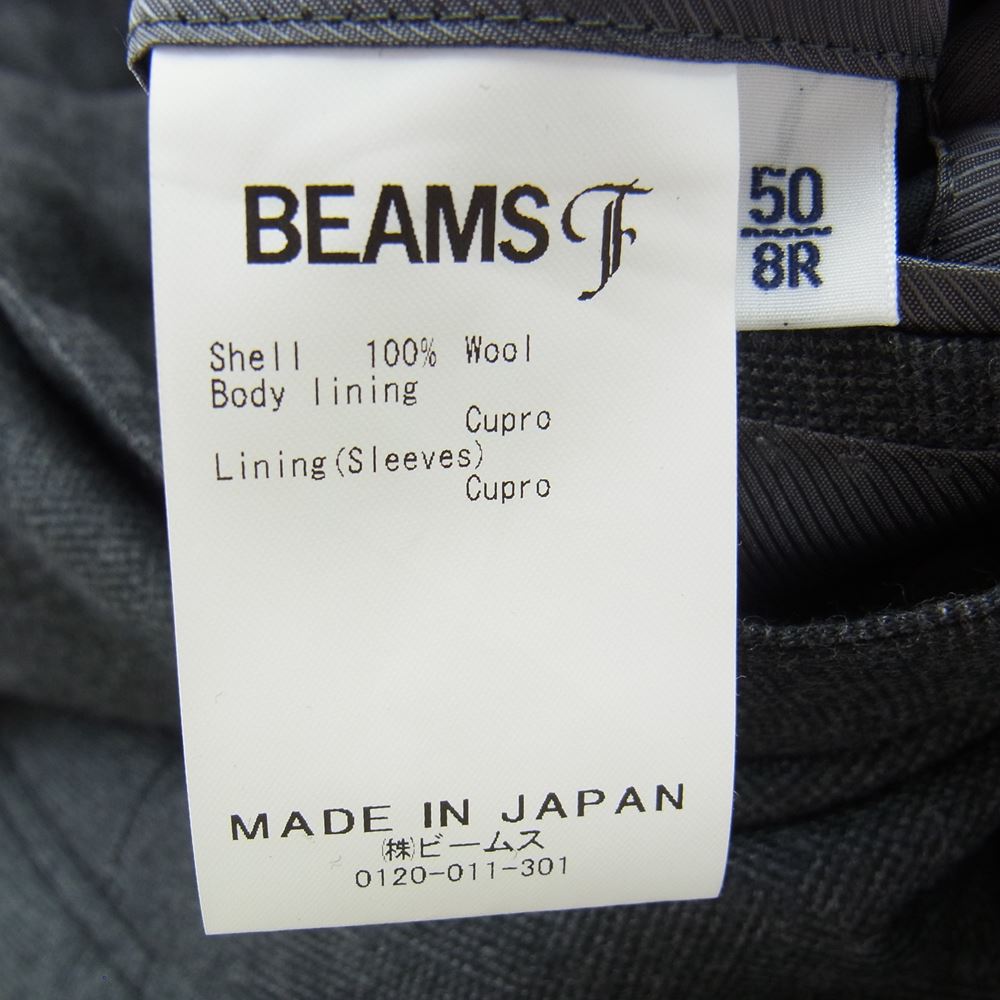 BEAMS F
50
8R
Shell 100% Wool
Body lining
Cupro
Lining(Sleeves)
Cupro
MADE IN JAPAN
㈱ビームス
0120-011-301